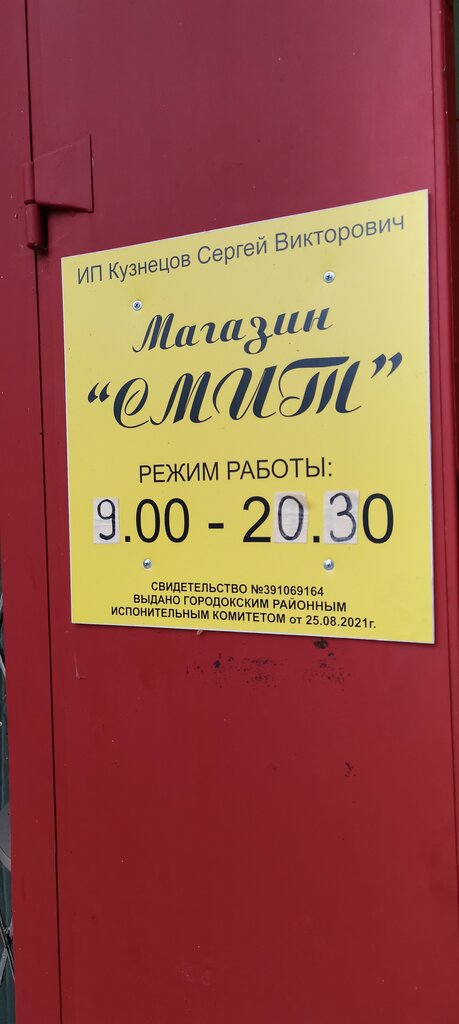 ИП Кузнецов Сергей Викторович
Магазин
“СМИТ”
РЕЖИМ РАБОТЫ:
9.00 - 20.30
СВИДЕТЕЛЬСТВО №391069164
ВЫДАНО ГОРОДОКСКИМ РАЙОННЫМ
ИСПОНИТЕЛЬНЫМ КОМИТЕТОМ от 25.08.2021г.